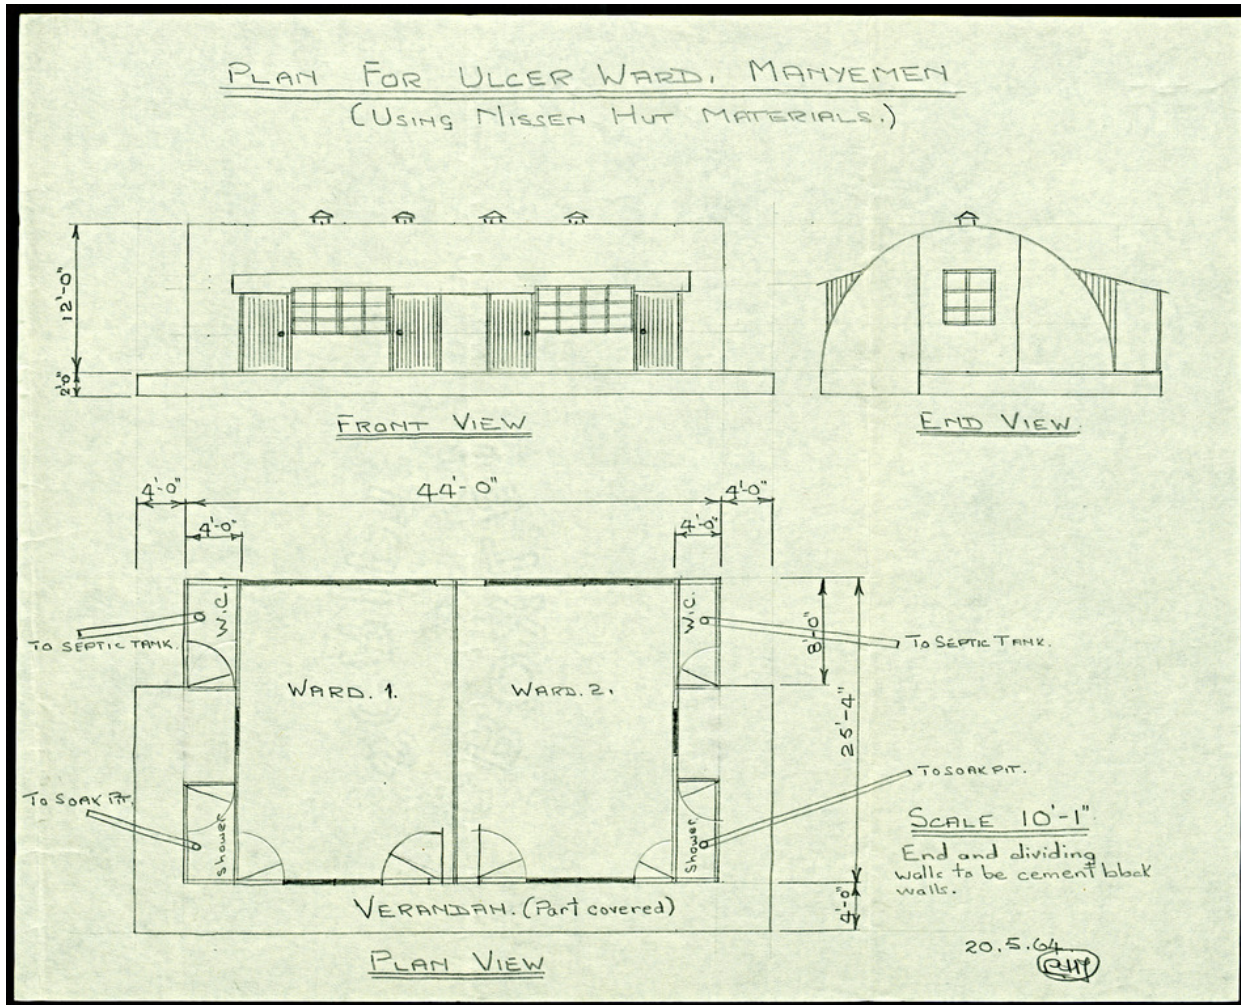 PLAN FOR ULCER WARD, MANYEMEN
(USING NISSEN HUT MATERIALS.)
12'-0"
2'-0"
FRONT VIEW
END VIEW.
4'-0"
44'-0"
4'-0"
4'-0"
4'-0"
W.C.
W.C.
TO SEPTIC TANK.
TO SEPTIC TANK.
8'-0"
WARD. 1.
WARD. 2.
25'-4"
TO SOAK PIT.
TO SOAK PIT.
Shower
Shower
SCALE 10'-1"
End and dividing
walls to be cement block
walls.
VERANDAH. (Part covered)
4'-0"
PLAN VIEW
20.5.64.